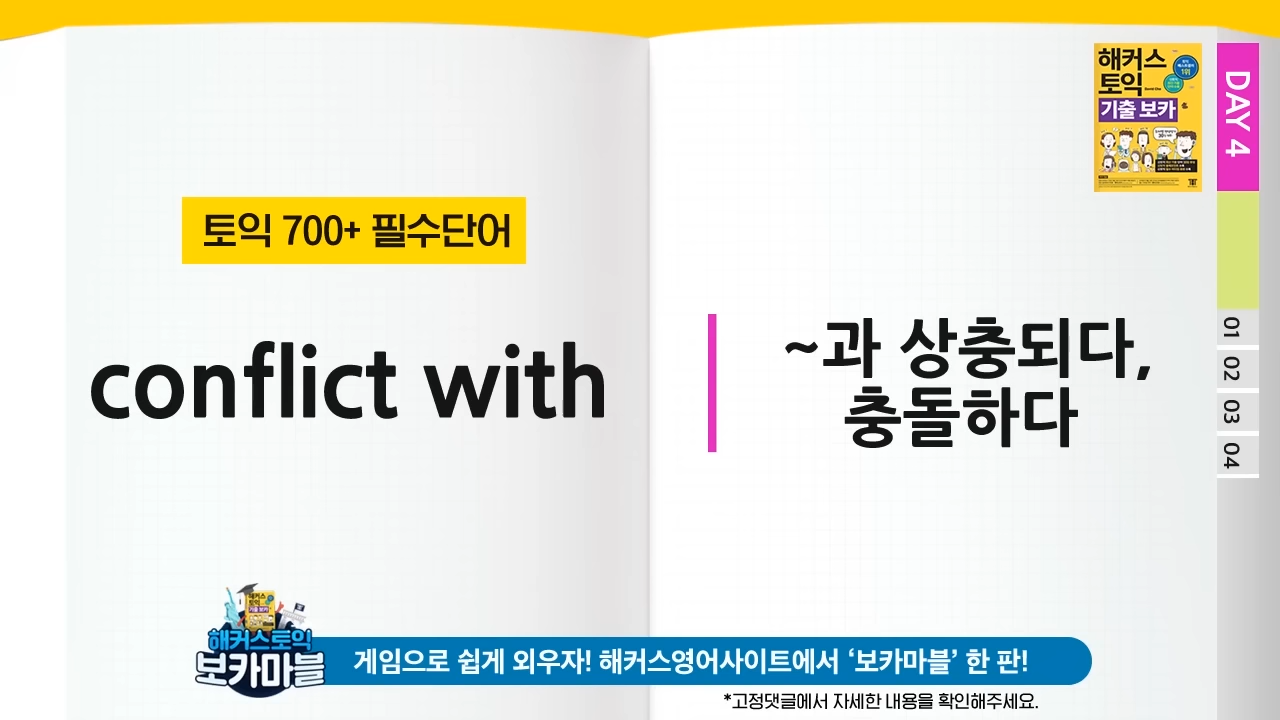 토익 700+ 필수단어
conflict with
~과 상충되다,
충돌하다
해커스
토익
기출 보카
DAY 4
01
02
03
04
해커스토익
보카마블
게임으로 쉽게 외우자! 해커스영어사이트에서 ‘보카마블’ 한 판!
*고정댓글에서 자세한 내용을 확인해주세요.